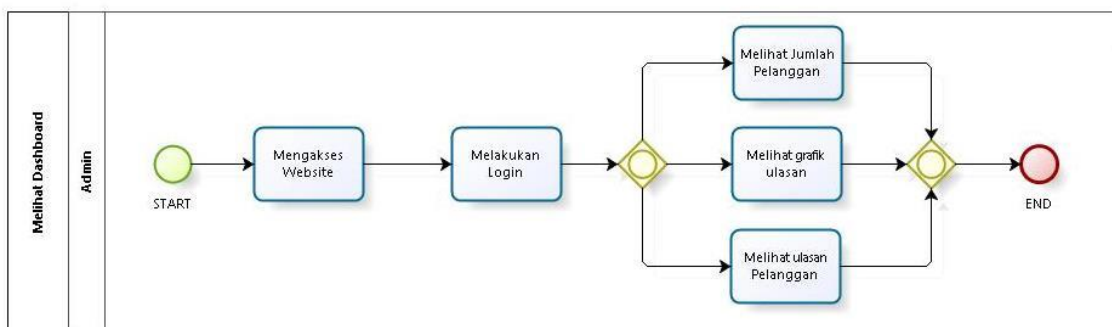 Melihat Dashboard
Admin
START
Mengakses
Website
Melakukan
Login
Melihat Jumlah
Pelanggan
Melihat grafik
ulasan
Melihat ulasan
Pelanggan
END